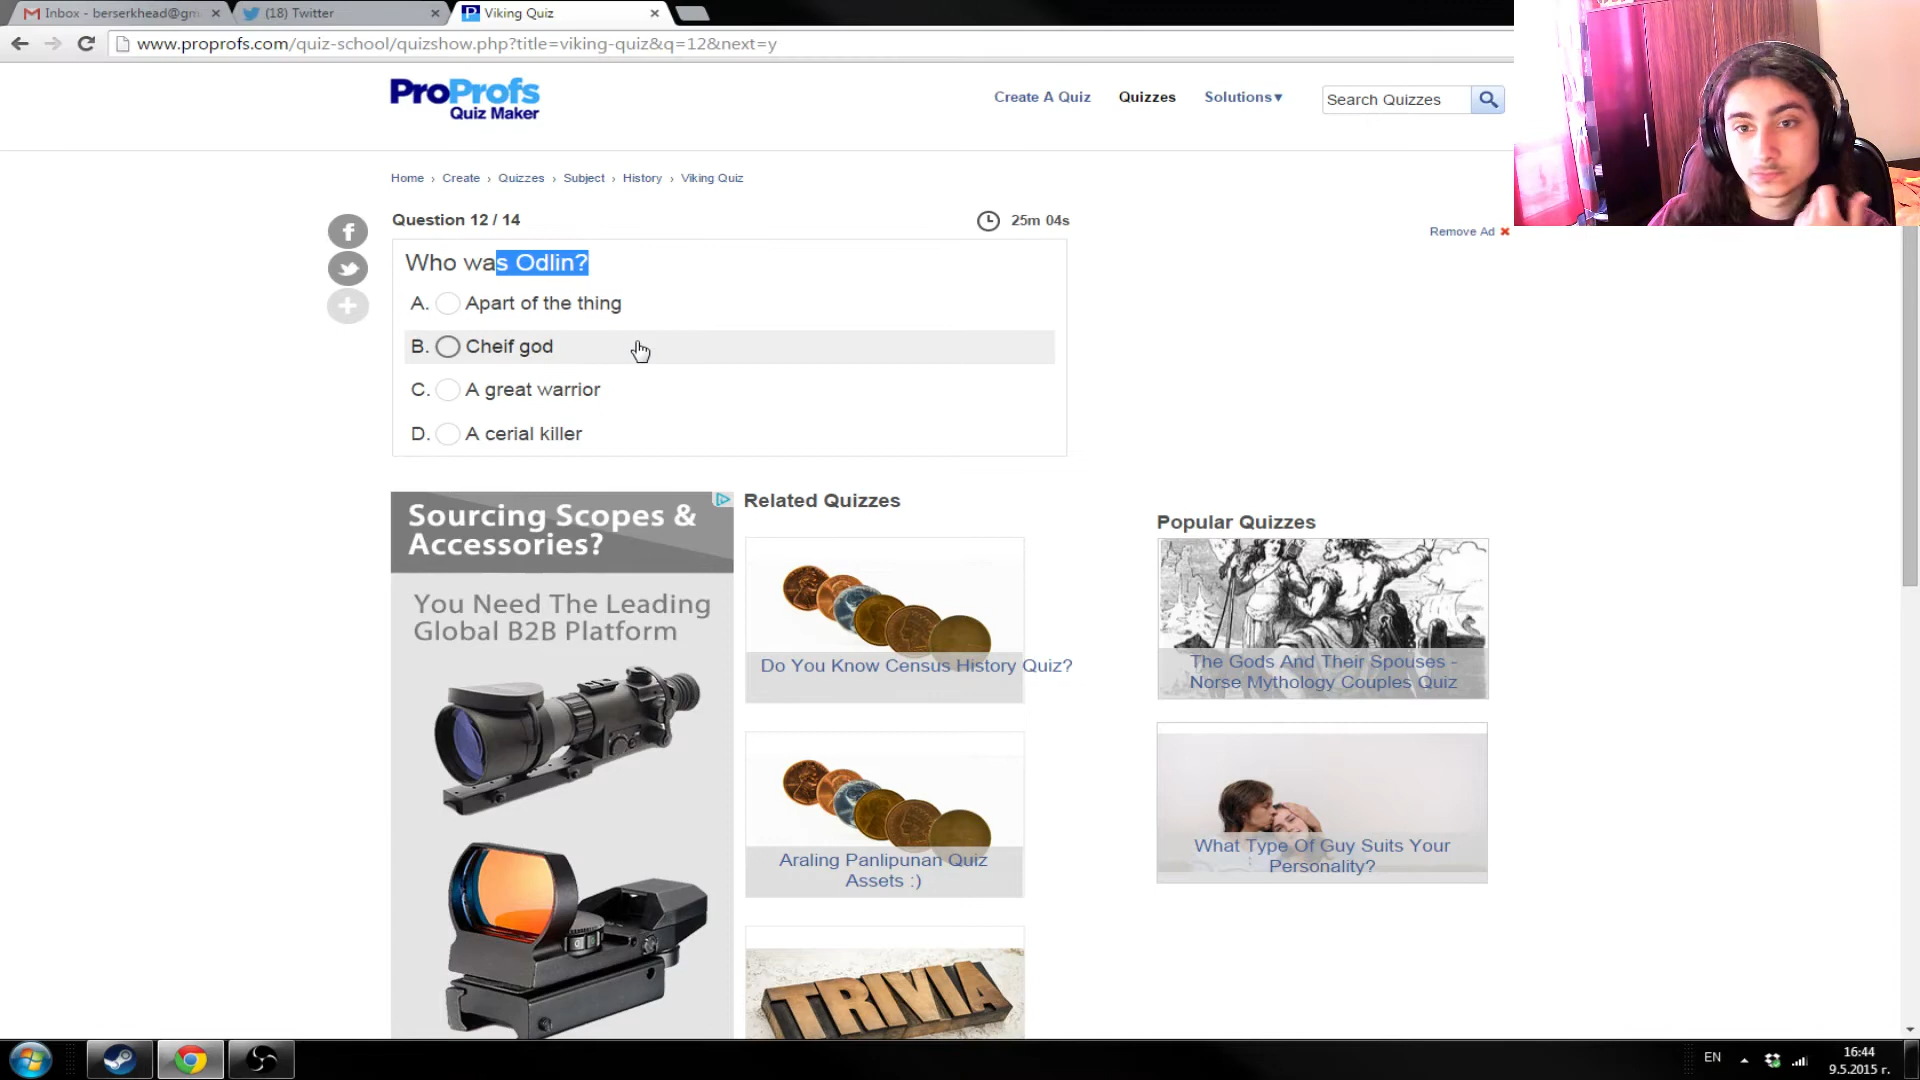 Inbox - berserkhead@gm
(18) Twitter
Viking Quiz
www.proprofs.com/quiz-school/quizshow.php?title=viking-quiz&q=12&next=y
ProProfs
Quiz Maker
Create A Quiz
Quizzes
Solutions▾
Search Quizzes
Home › Create › Quizzes › Subject › History › Viking Quiz
Question 12 / 14
25m 04s
Remove Ad
Who was Odlin?
A. Apart of the thing
B. Cheif god
C. A great warrior
D. A cerial killer
Sourcing Scopes &
Accessories?
You Need The Leading
Global B2B Platform
Related Quizzes
Do You Know Census History Quiz?
Araling Panlipunan Quiz
Assets :)
TRIVIA
Popular Quizzes
The Gods And Their Spouses -
Norse Mythology Couples Quiz
What Type Of Guy Suits Your
Personality?
EN
16:44
9.5.2015 г.